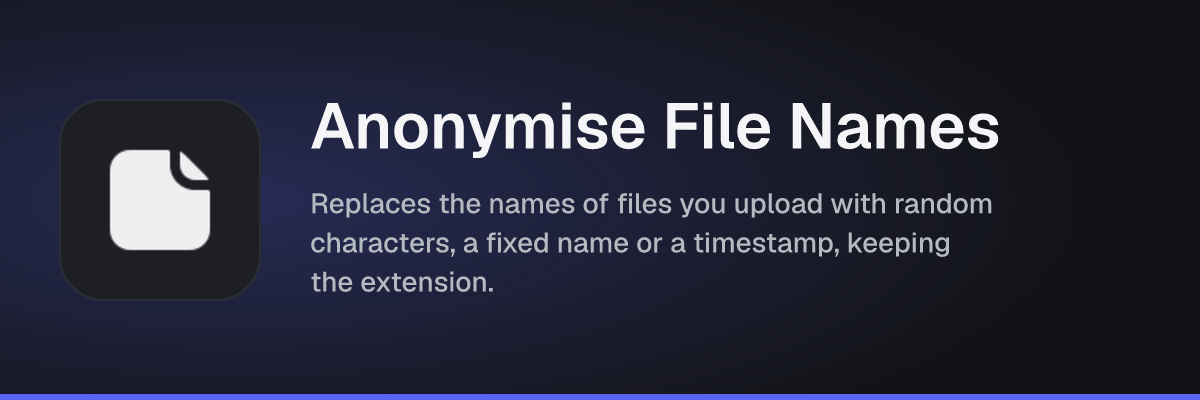 Anonymise File Names
Replaces the names of files you upload with random
characters, a fixed name or a timestamp, keeping
the extension.